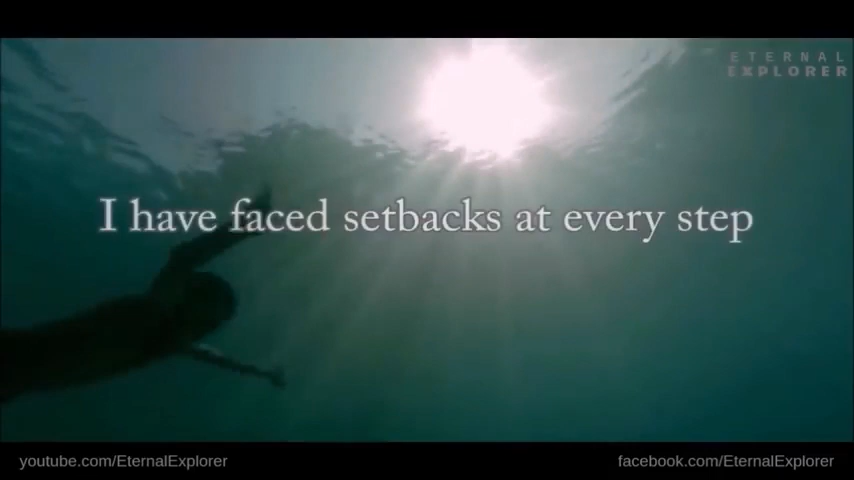 ETERNAL
EXPLORER
I have faced setbacks at every step
youtube.com/EternalExplorer
facebook.com/EternalExplorer